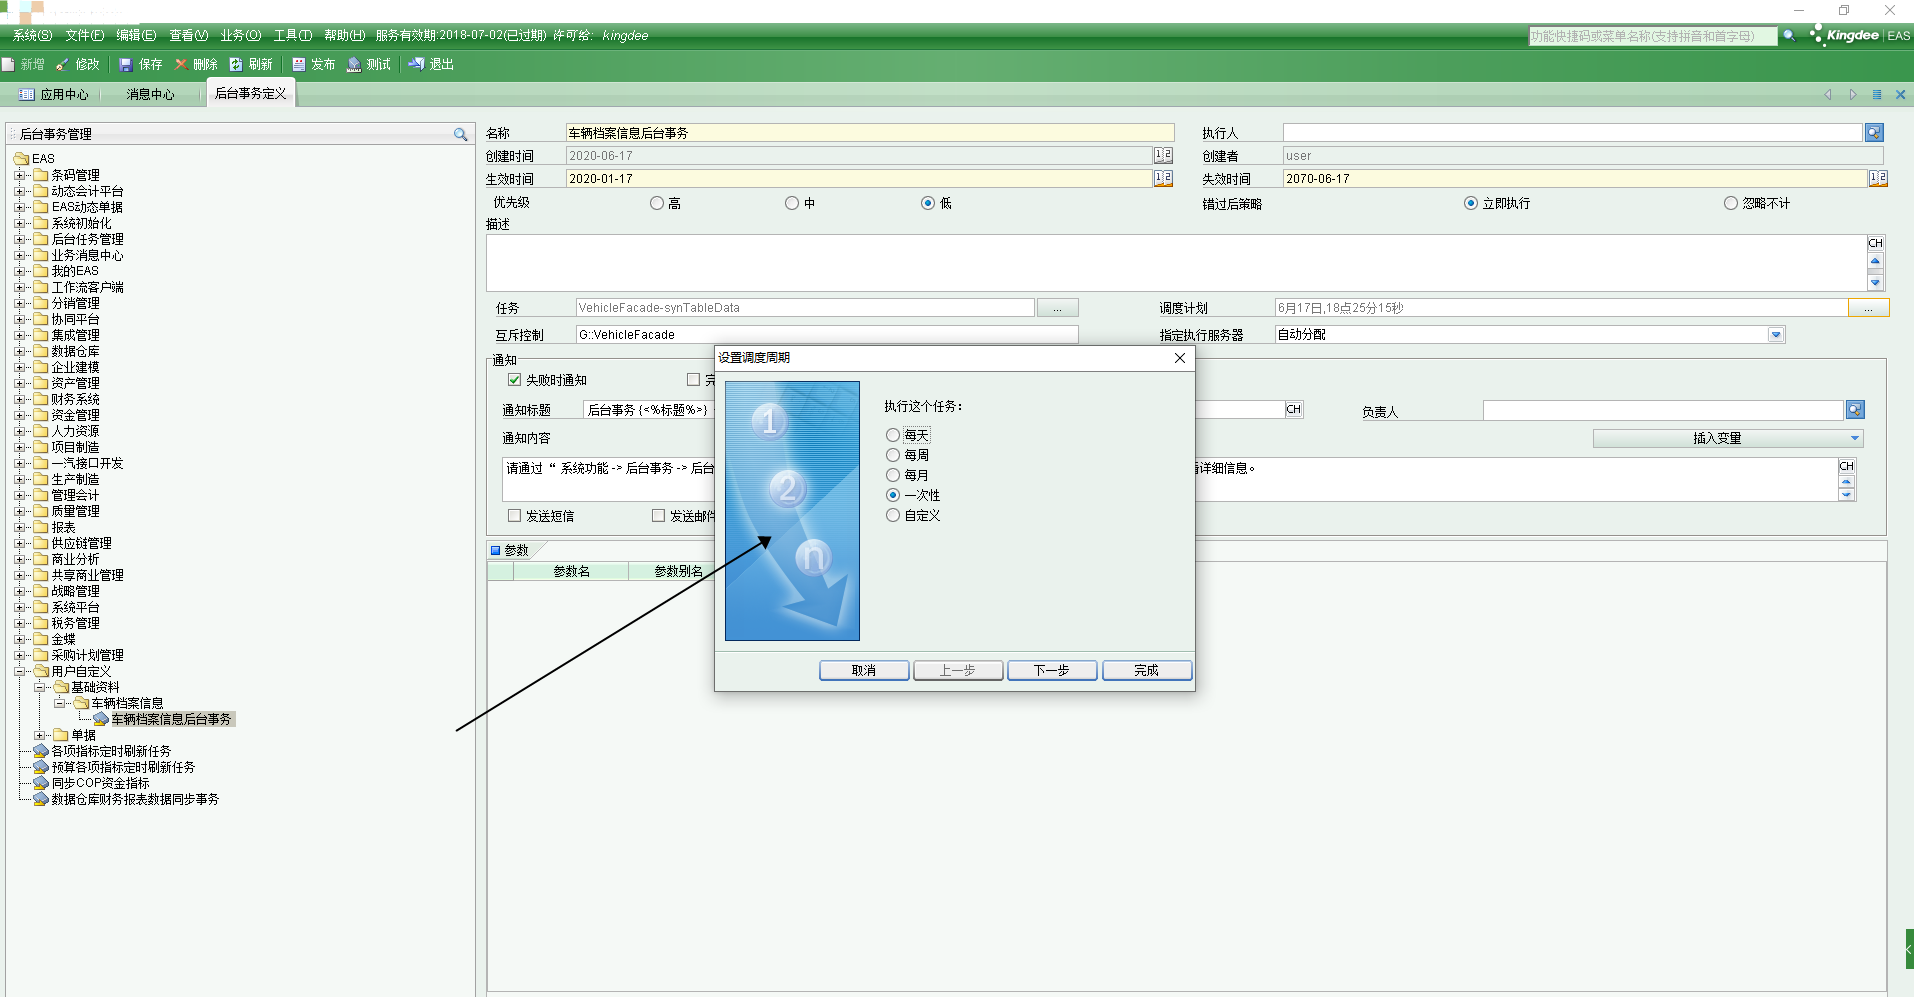 系统(S) 文件(F) 编辑(E) 查看(V) 业务(O) 工具(T) 帮助(H) 服务有效期:2018-07-02(已过期) 许可给: kingdee
功能快捷码或菜单名称(支持拼音和首字母)
Kingdee EAS
新增 修改 保存 删除 刷新 发布 测试 退出
应用中心 消息中心 后台事务定义
后台事务管理
EAS
条码管理
动态会计平台
EAS动态单据
系统初始化
后台任务管理
业务消息中心
我的EAS
工作流客户端
分销管理
协同平台
集成管理
数据仓库
企业建模
资产管理
财务系统
资金管理
人力资源
项目制造
一汽接口开发
生产制造
管理会计
质量管理
报表
供应链管理
商业分析
共享商业管理
战略管理
系统平台
税务管理
金蝶
采购计划管理
用户自定义
基础资料
车辆档案信息
车辆档案信息后台事务
单据
各项指标定时刷新任务
预算各项指标定时刷新任务
同步COP资金指标
数据仓库财务报表数据同步事务
名称 车辆档案信息后台事务 执行人
创建时间 2020-06-17 12 创建者 user
生效时间 2020-01-17 12 失效时间 2070-06-17 12
优先级 高 中 低 错过后策略 立即执行 忽略不计
描述
CH
任务 VehicleFacade-synTableData ... 调度计划 6月17日,18点25分15秒 ...
互斥控制 G::VehicleFacade 指定执行服务器 自动分配
通知
失败时通知 完
通知标题 后台事务 {<%标题%>} CH 负责人
通知内容 插入变量
请通过 “ 系统功能 -> 后台事务 -> 后台 详细信息。 CH
发送短信 发送邮件
参数
参数名 参数别名
设置调度周期
1
2
n
执行这个任务:
每天
每周
每月
一次性
自定义
取消 上一步 下一步 完成